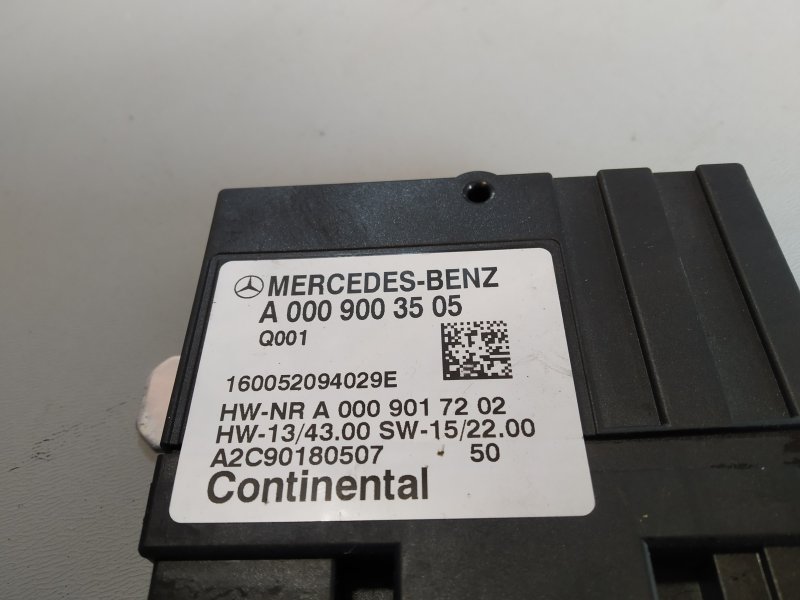 MERCEDES-BENZ
A 000 900 35 05
Q001
160052094029E
HW-NR A 000 901 72 02
HW-13/43.00 SW-15/22.00
A2C90180507 50
Continental